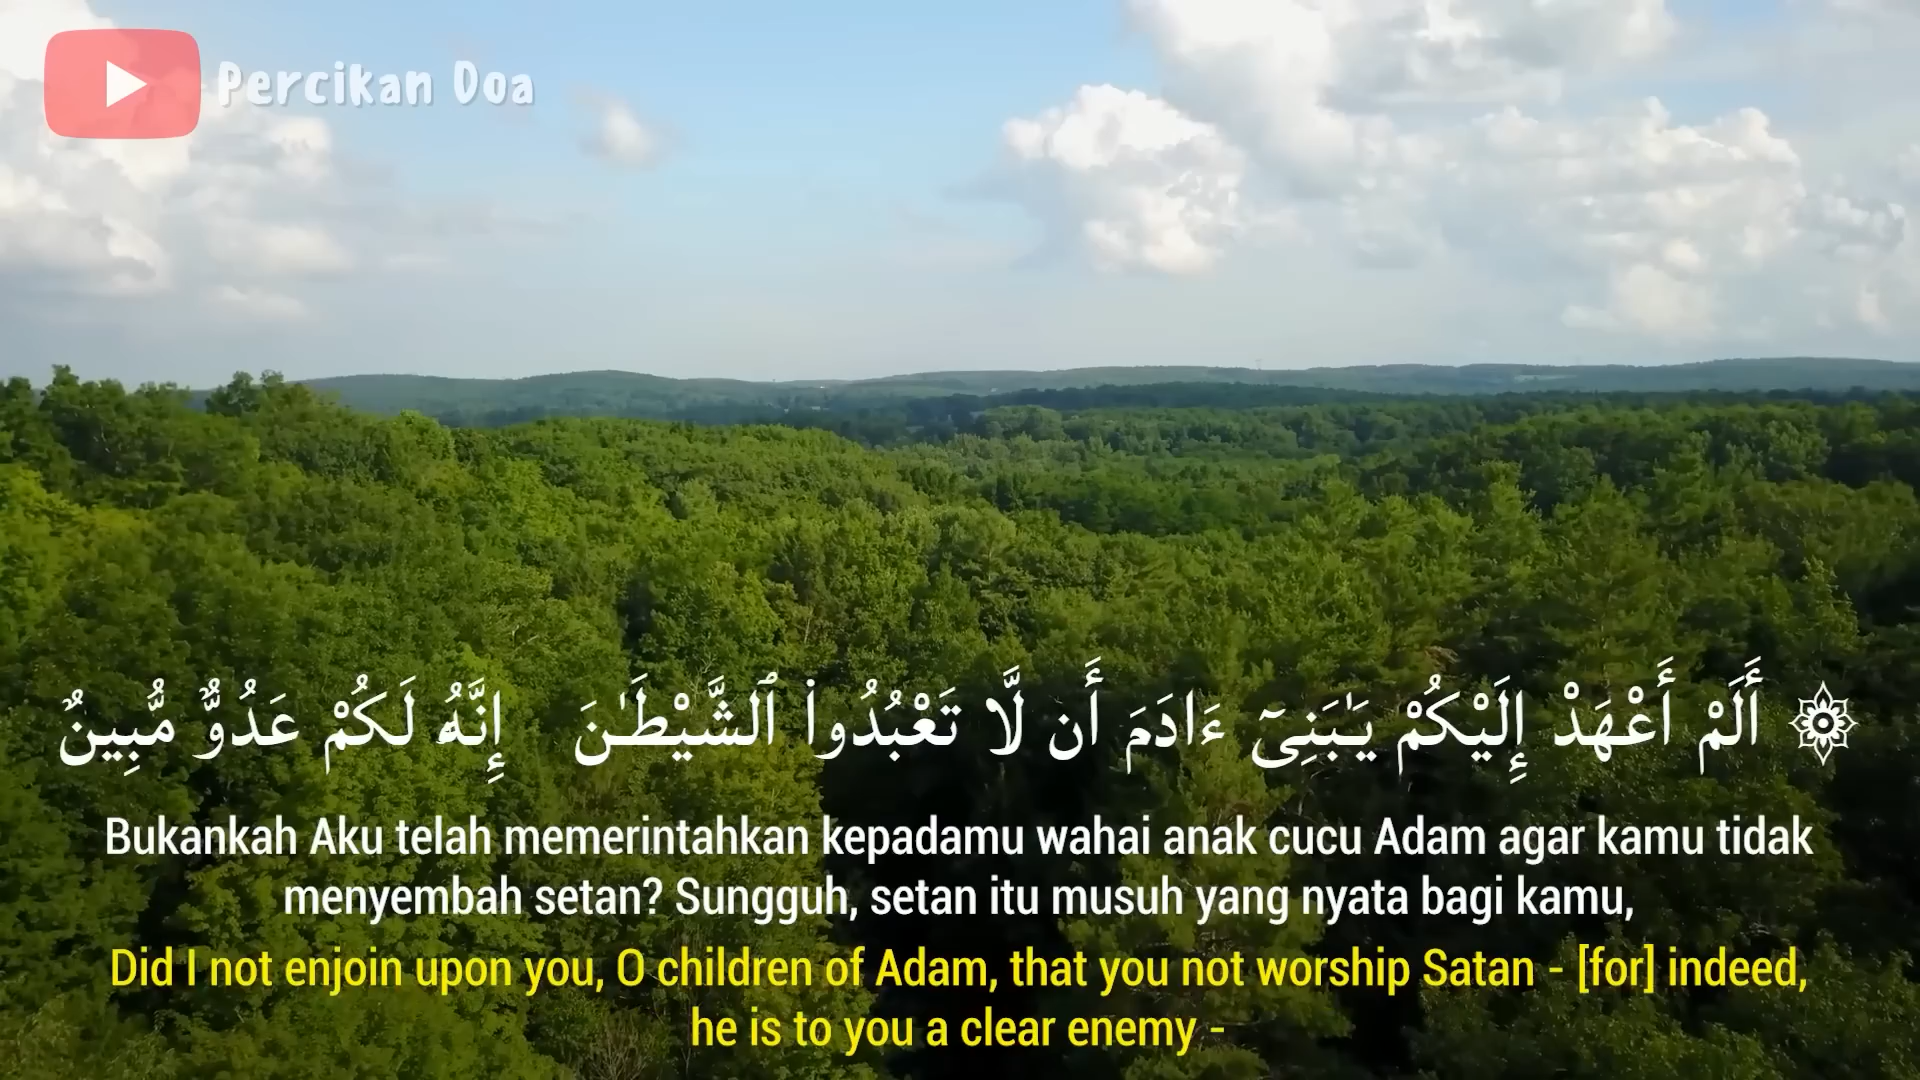 Percikan Doa
۞ أَلَمْ أَعْهَدْ إِلَيْكُمْ يَـٰبَنِىٓ ءَادَمَ أَن لَّا تَعْبُدُوا۟ ٱلشَّيْطَـٰنَ إِنَّهُۥ لَكُمْ عَدُوٌّ مُّبِينٌ
Bukankah Aku telah memerintahkan kepadamu wahai anak cucu Adam agar kamu tidak
menyembah setan? Sungguh, setan itu musuh yang nyata bagi kamu,
Did I not enjoin upon you, O children of Adam, that you not worship Satan - [for] indeed,
he is to you a clear enemy -